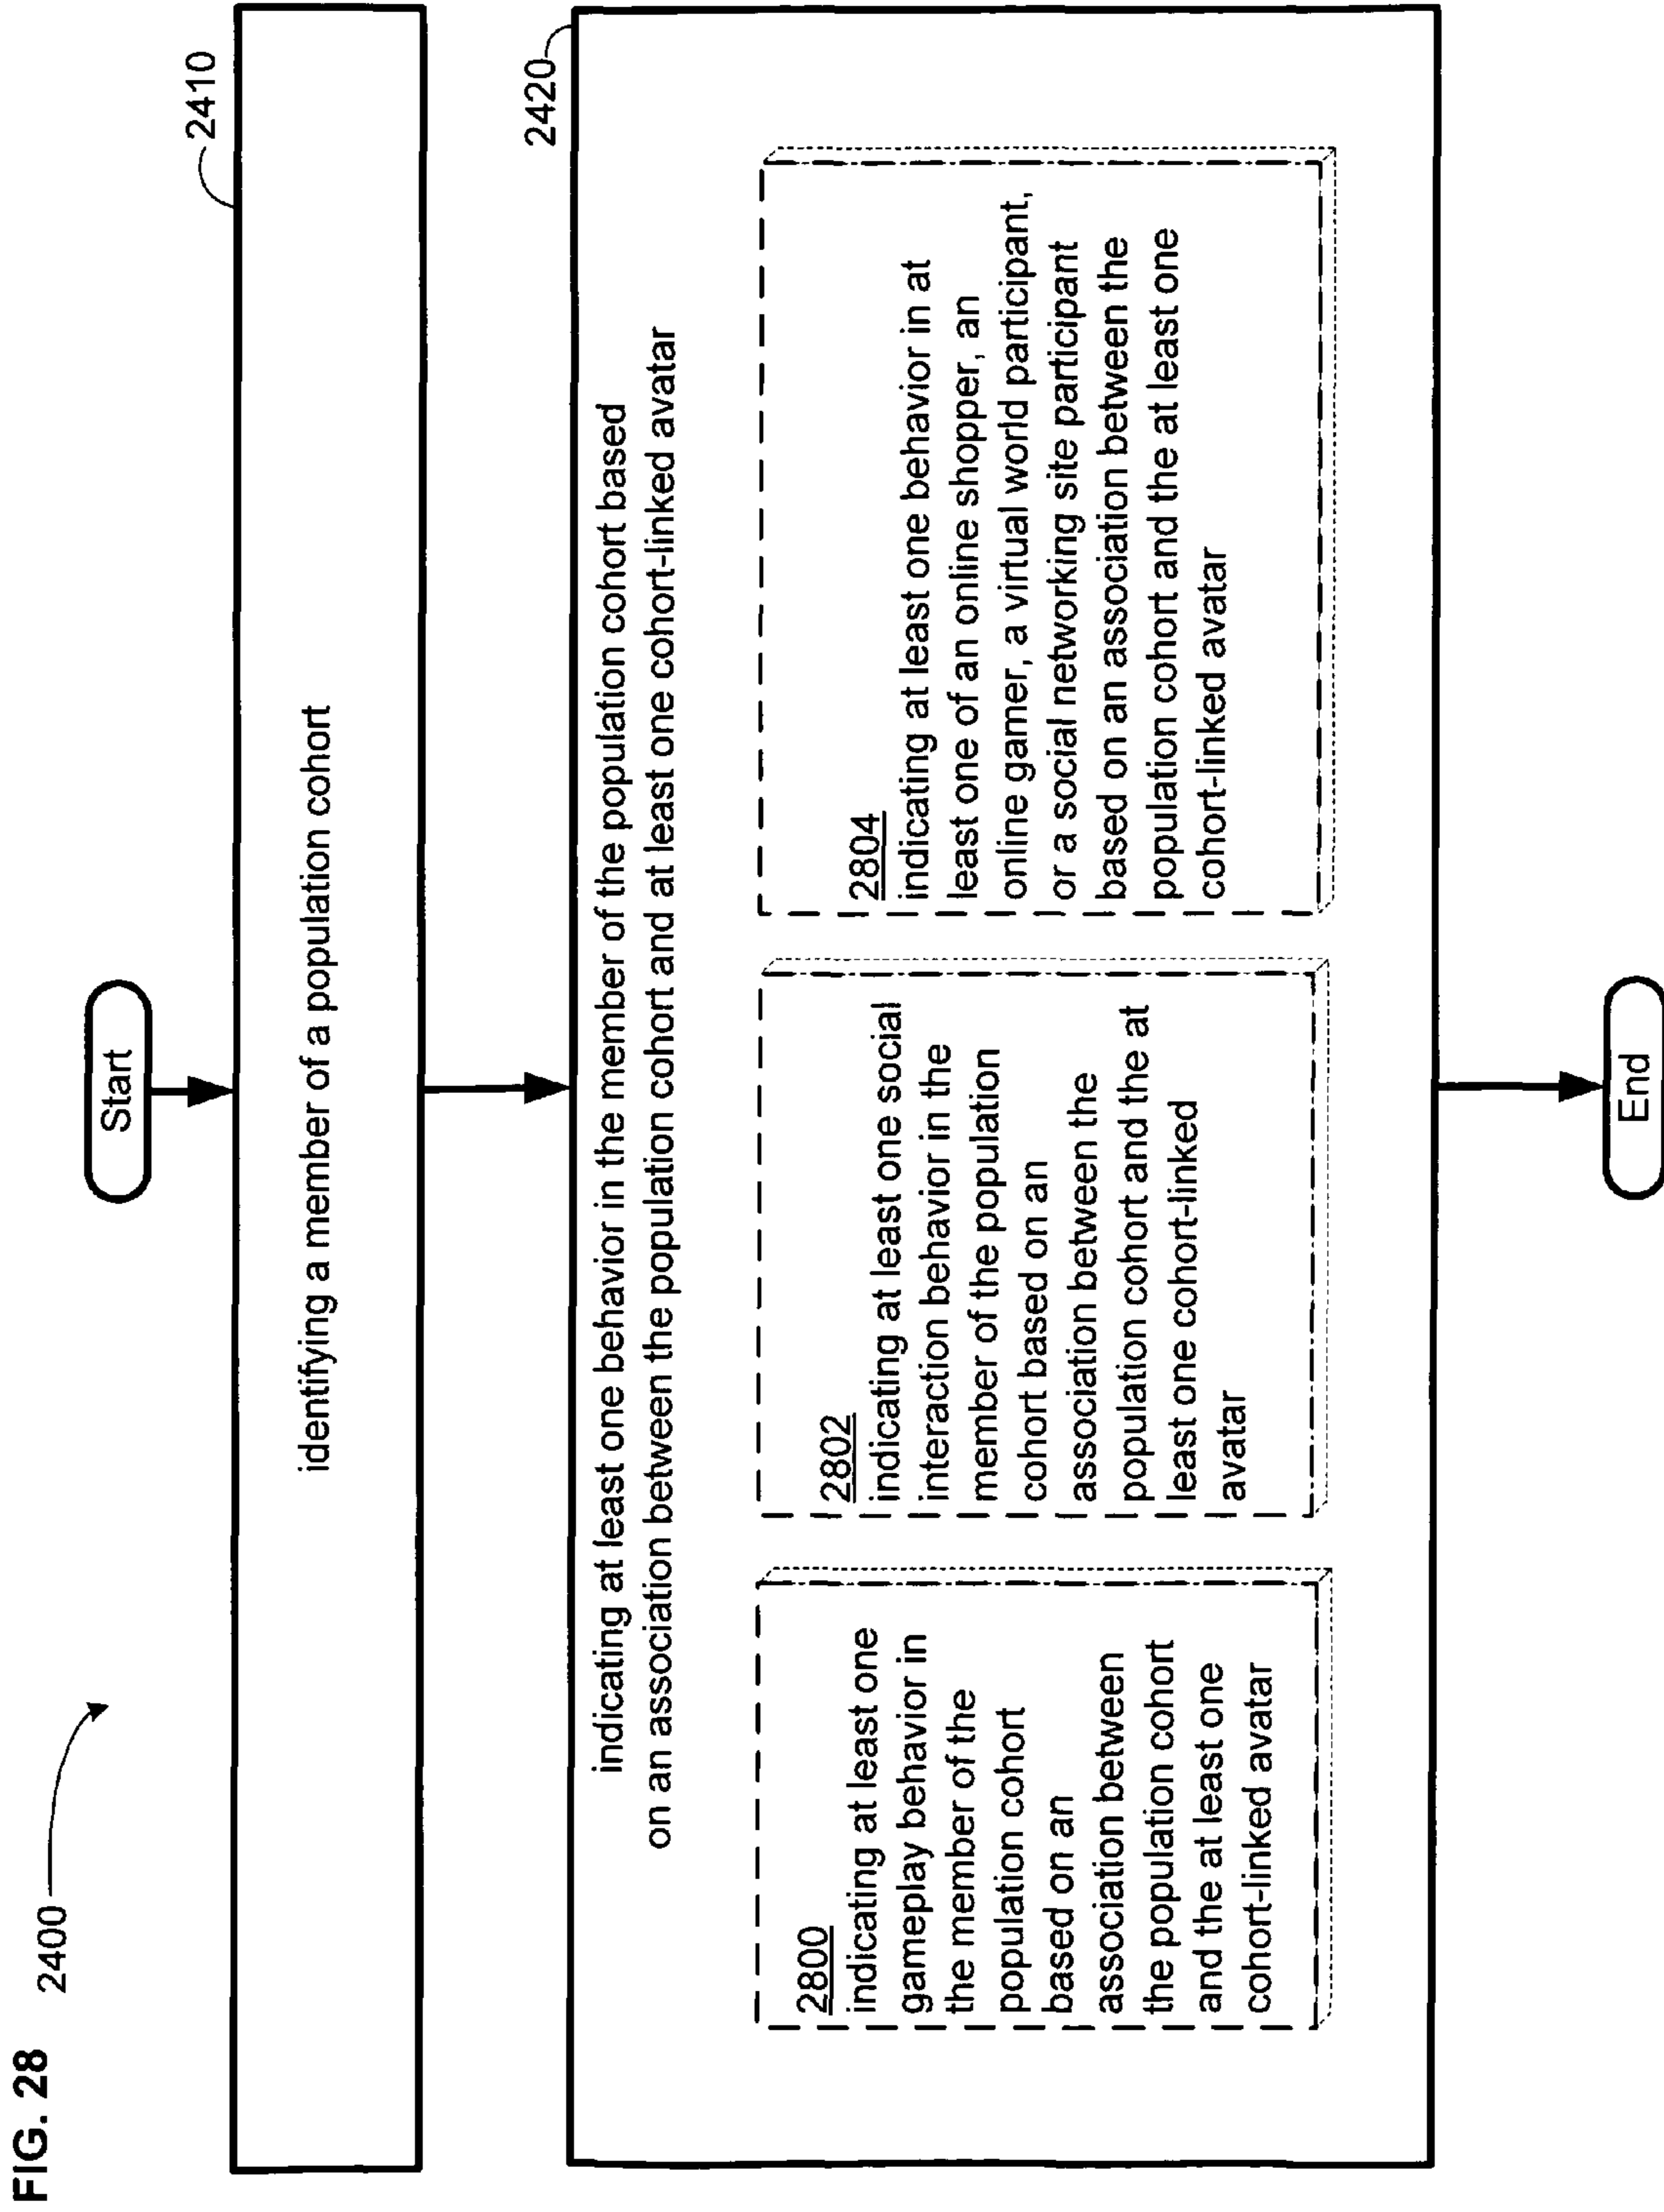 FIG. 28
2400
Start
2410
identifying a member of a population cohort
2420
indicating at least one behavior in the member of the population cohort based
on an association between the population cohort and at least one cohort-linked avatar
2800
indicating at least one
gameplay behavior in
the member of the
population cohort
based on an
association between
the population cohort
and the at least one
cohort-linked avatar
2802
indicating at least one social
interaction behavior in the
member of the population
cohort based on an
association between the
population cohort and the at
least one cohort-linked
avatar
2804
indicating at least one behavior in at
least one of an online shopper, an
online gamer, a virtual world participant,
or a social networking site participant
based on an association between the
population cohort and the at least one
cohort-linked avatar
End